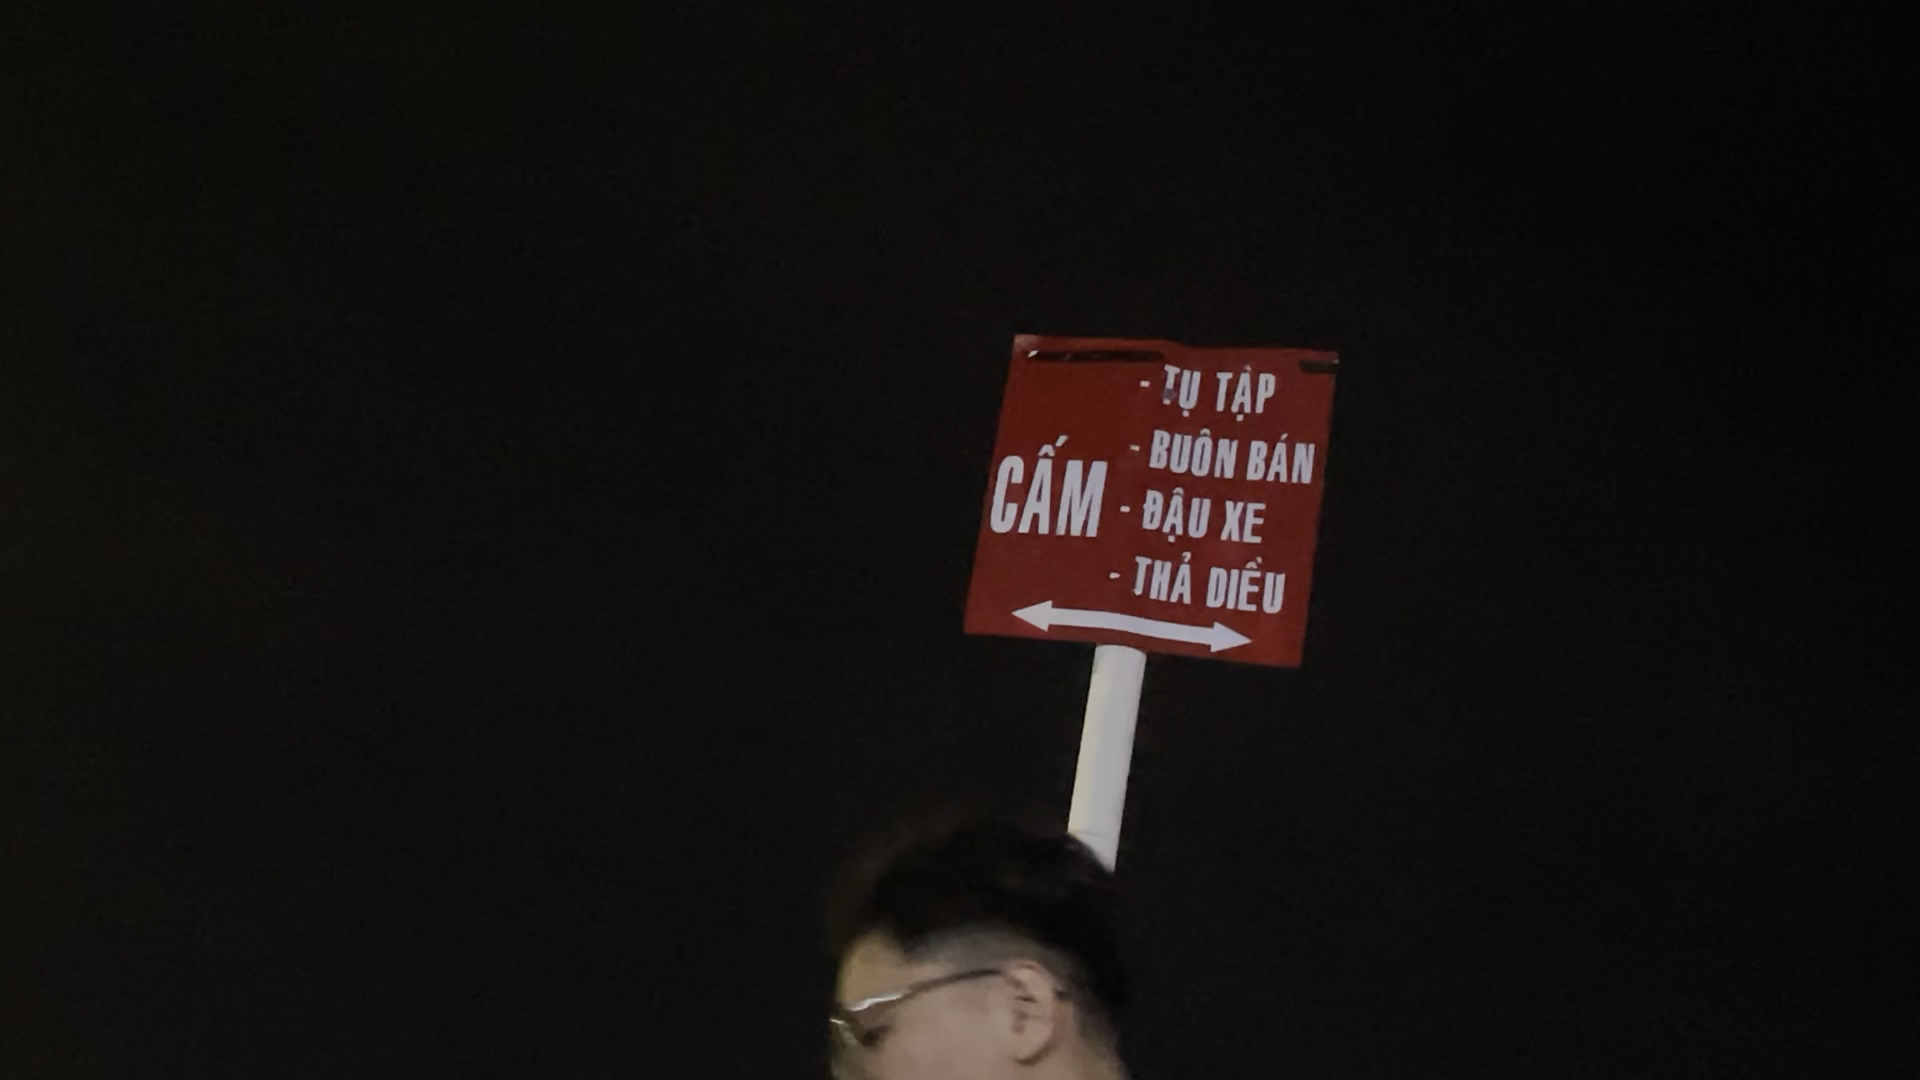 CẤM
- TỤ TẬP
- BUÔN BÁN
- ĐẬU XE
- THẢ DIỀU